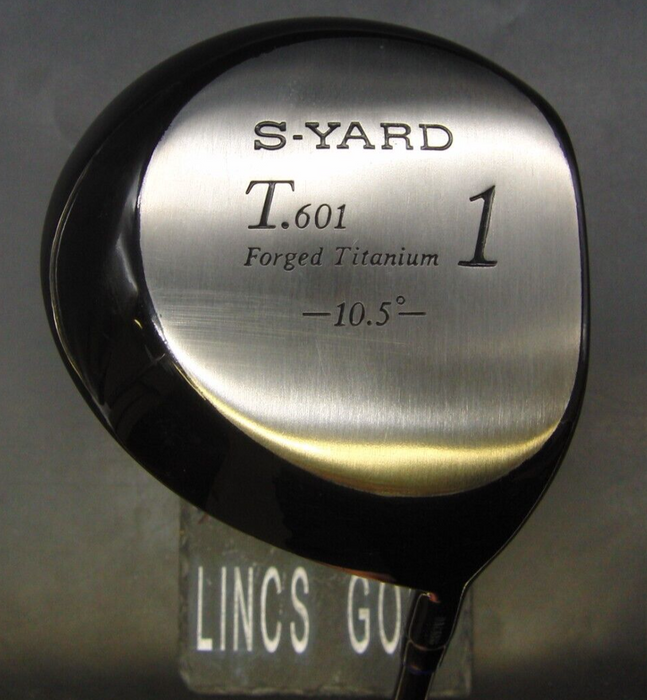 S-YARD
T.601
1
Forged Titanium
—10.5°—
LINCS GO